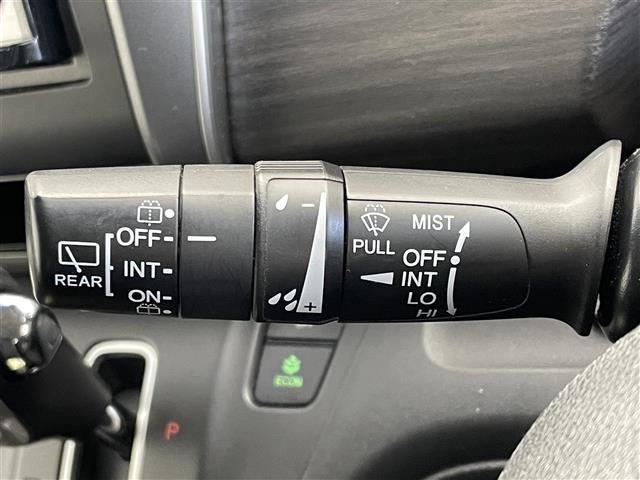 REAR
OFF
INT
ON
− 
+
PULL
MIST
OFF
INT
LO
HI
ECON
P